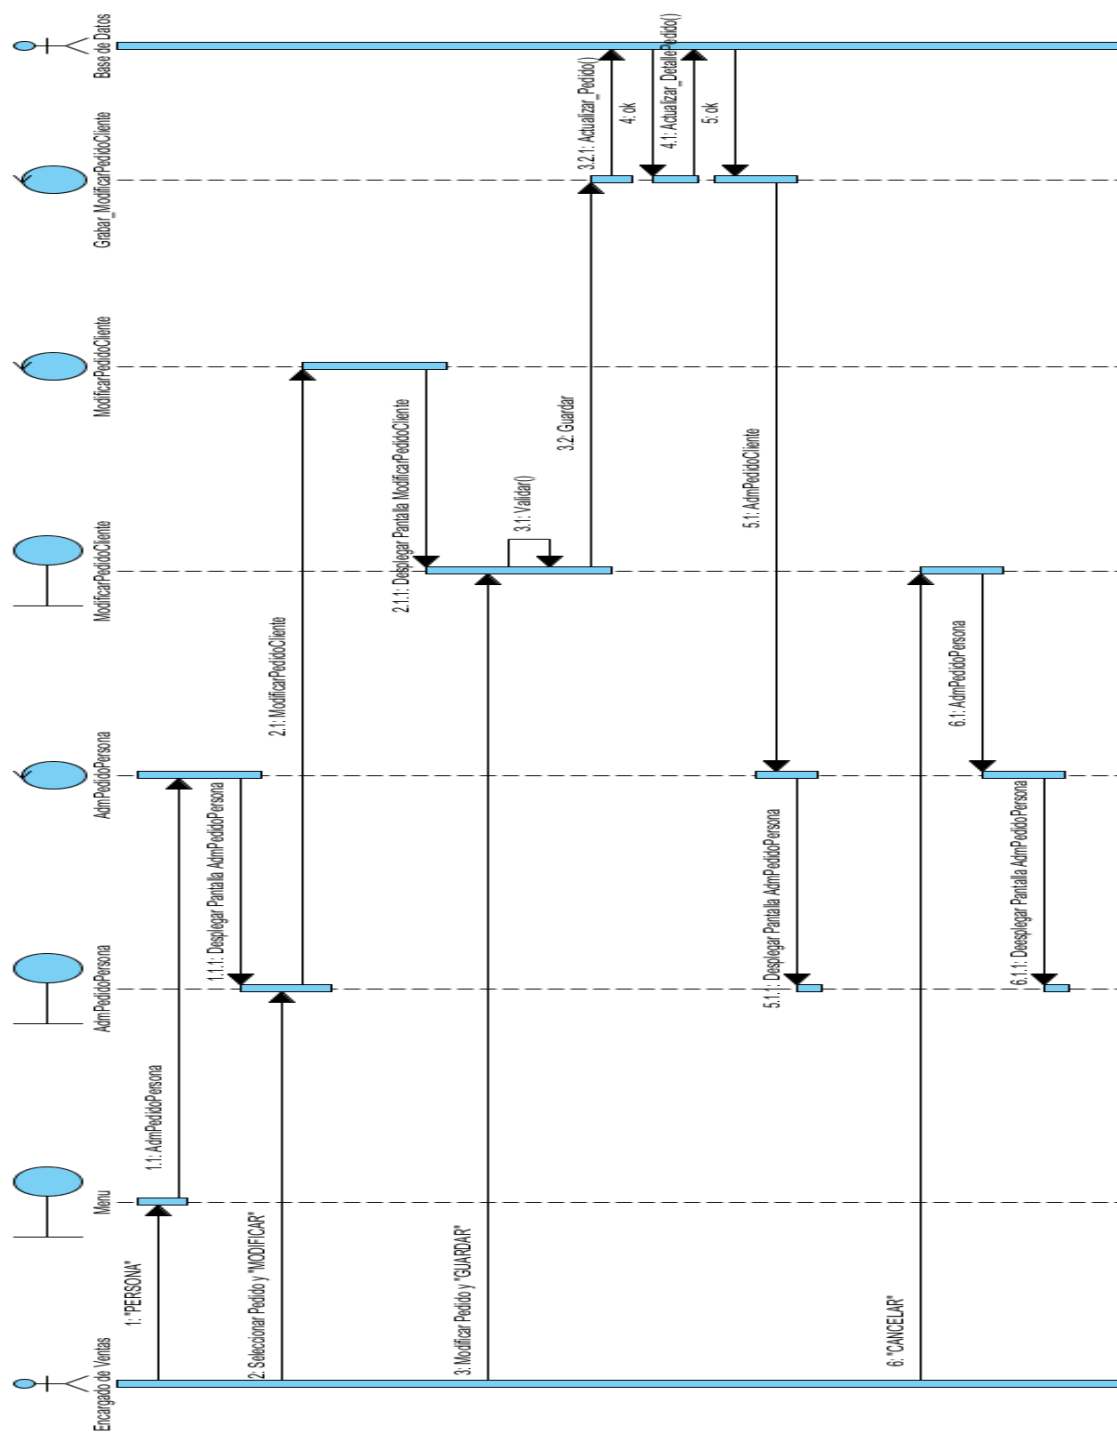 Encargado de Ventas
Menu
AdmPedidoPersona
AdmPedidoPersona
ModificarPedidoCliente
ModificarPedidoCliente
Grabar_ModificarPedidoCliente
Base de Datos
1: "PERSONA"
1.1: AdmPedidoPersona
1.1.1: Desplegar Pantalla AdmPedidoPersona
2: Seleccionar Pedido y "MODIFICAR"
2.1: ModificarPedidoCliente
2.1.1: Desplegar Pantalla ModificarPedidoCliente
3: Modificar Pedido y "GUARDAR"
3.1: Validar()
3.2: Guardar
3.2.1: Actualizar_Pedido()
4: ok
4.1: Actualizar_DetallePedido()
5: ok
5.1: AdmPedidoCliente
5.1.1: Desplegar Pantalla AdmPedidoPersona
6: "CANCELAR"
6.1: AdmPedidoPersona
6.1.1: Deesplegar Pantalla AdmPedidoPersona